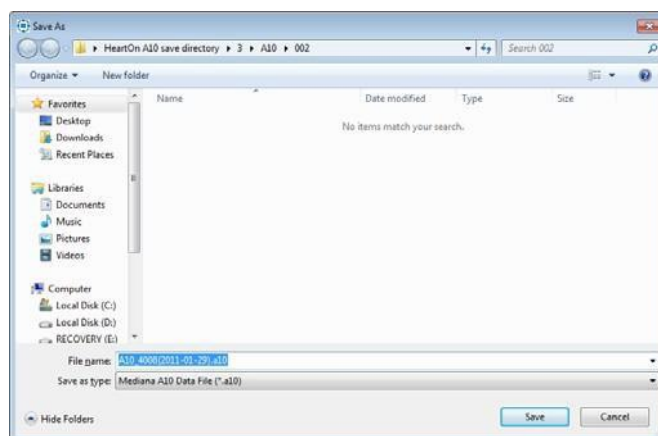 Save As
HeartOn A10 save directory ▸ 3 ▸ A10 ▸ 002
Search 002
Organize
New folder
Name
Date modified
Type
Size
No items match your search.
Favorites
Desktop
Downloads
Recent Places
Libraries
Documents
Music
Pictures
Videos
Computer
Local Disk (C:)
Local Disk (D:)
RECOVERY (E:)
File name: A10_4008(2011-01-29).a10
Save as type: Mediana A10 Data File (*.a10)
Hide Folders
Save
Cancel